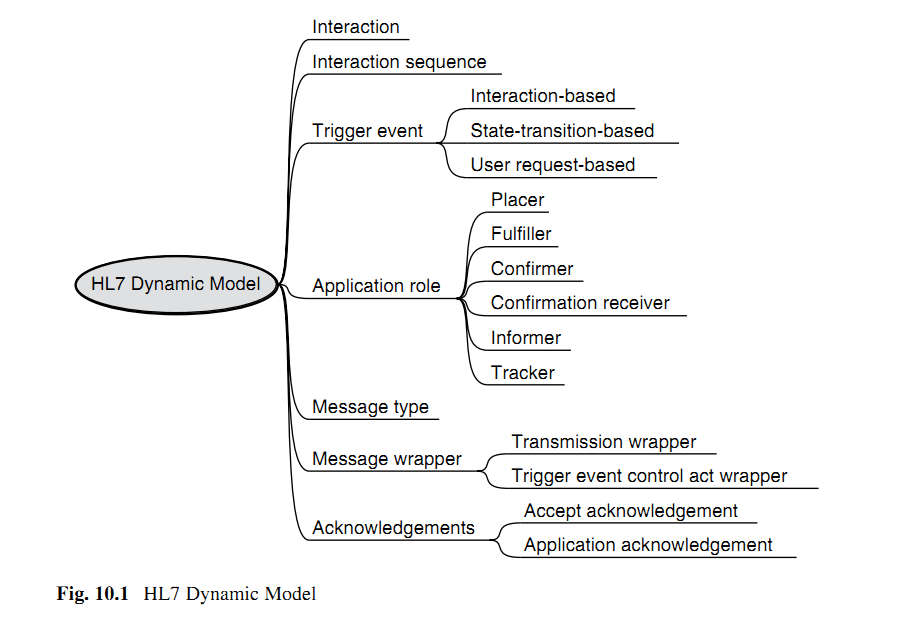 Interaction
Interaction sequence
Interaction-based
Trigger event
State-transition-based
User request-based
Placer
Fulfiller
Confirmer
HL7 Dynamic Model
Application role
Confirmation receiver
Informer
Tracker
Message type
Transmission wrapper
Message wrapper
Trigger event control act wrapper
Accept acknowledgement
Acknowledgements
Application acknowledgement
Fig. 10.1 HL7 Dynamic Model